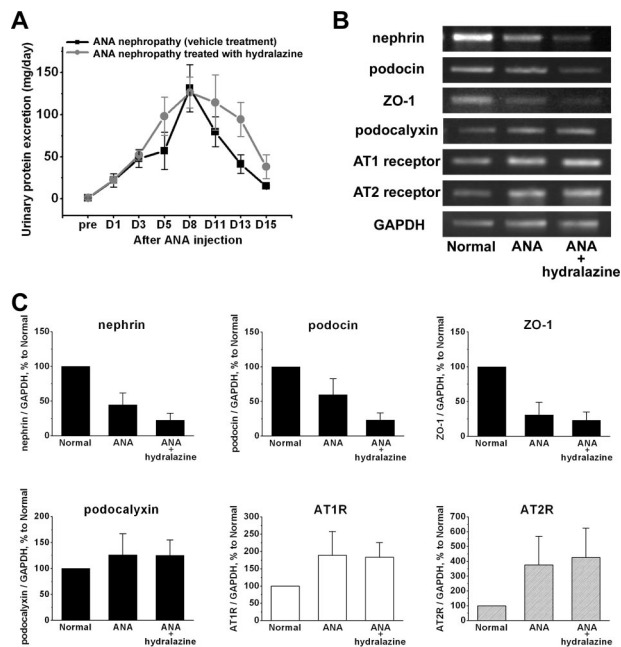 A
ANA nephropathy (vehicle treatment)
ANA nephropathy treated with hydralazine
Urinary protein excretion (mg/day)
150
100
50
0
pre D1 D3 D5 D8 D11 D13 D15
After ANA injection
B
nephrin
podocin
ZO-1
podocalyxin
AT1 receptor
AT2 receptor
GAPDH
Normal ANA ANA
+
hydralazine
C
nephrin
nephrin / GAPDH, % to Normal
150
100
50
0
Normal ANA ANA
+
hydralazine
podocin
podocin / GAPDH, % to Normal
150
100
50
0
Normal ANA ANA
+
hydralazine
ZO-1
ZO-1 / GAPDH, % to Normal
150
100
50
0
Normal ANA ANA
+
hydralazine
podocalyxin
podocalyxin / GAPDH, % to Normal
200
175
150
125
100
75
50
25
0
Normal ANA ANA
+
hydralazine
AT1R
AT1R / GAPDH, % to Normal
300
250
200
150
100
50
0
Normal ANA ANA
+
hydralazine
AT2R
AT2R / GAPDH, % to Normal
700
600
500
400
300
200
100
0
Normal ANA ANA
+
hydralazine